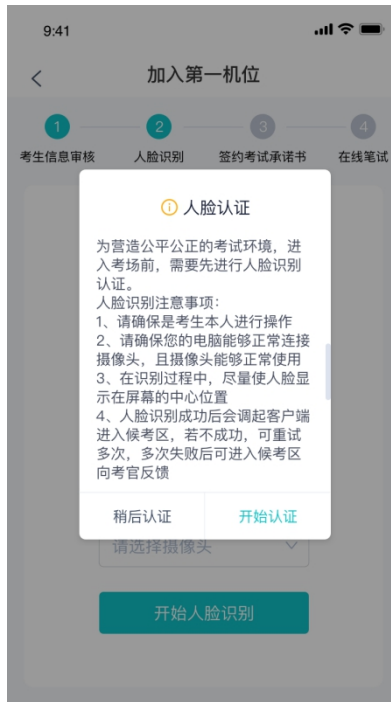 9:41
加入第一机位
1
2
3
4
考生信息审核
人脸识别
签约考试承诺书
在线笔试
人脸认证
为营造公平公正的考试环境，进
入考场前，需要先进行人脸识别
认证。
人脸识别注意事项：
1、请确保是考生本人进行操作
2、请确保您的电脑能够正常连接
摄像头，且摄像头能够正常使用
3、在识别过程中，尽量使人脸显
示在屏幕的中心位置
4、人脸识别成功后会调起客户端
进入候考区，若不成功，可重试
多次，多次失败后可进入候考区
向考官反馈
稍后认证
开始认证
请选择摄像头
开始人脸识别